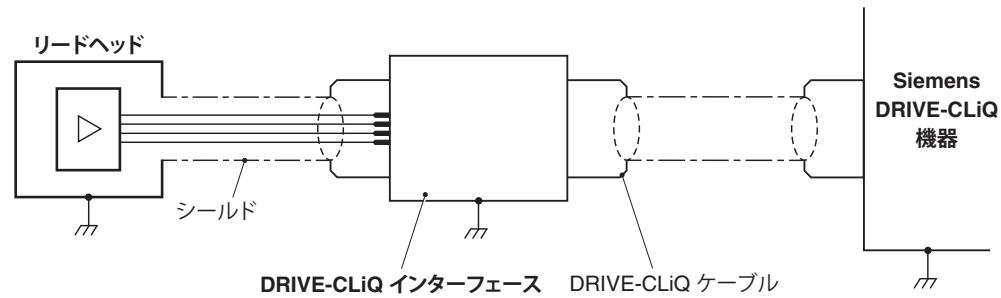 リードヘッド
Siemens
DRIVE-CLiQ
機器
シールド
DRIVE-CLiQ インターフェース
DRIVE-CLiQ ケーブル